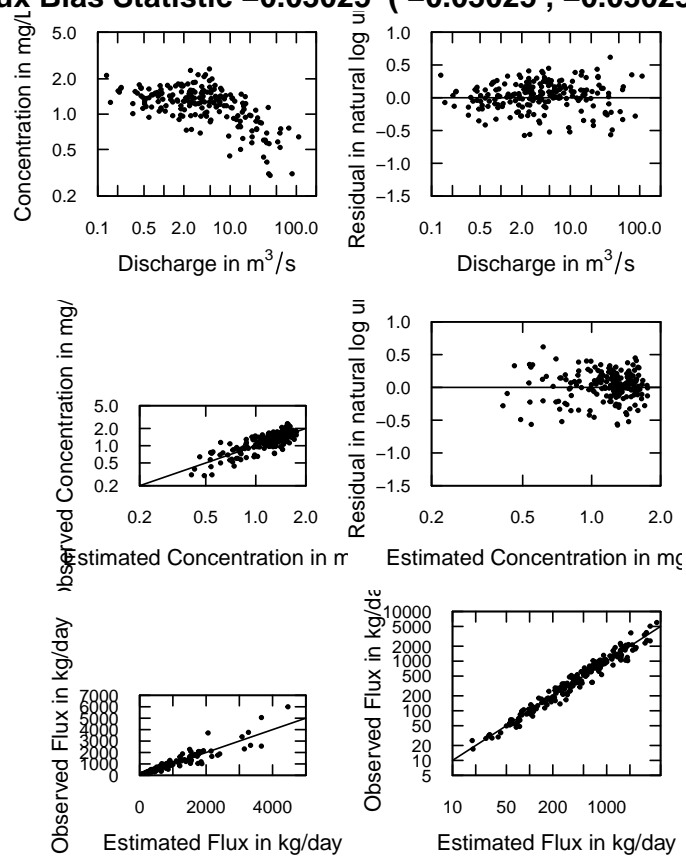 ux Bias Statistic −0.03025 ( −0.03025 , −0.03025
Concentration in mg/L
5.0
2.0
1.0
0.5
0.2
0.1 0.5 2.0 10.0 100.0
Discharge in m³/s
Residual in natural log u
1.0
0.5
0.0
−0.5
−1.0
−1.5
0.1 0.5 2.0 10.0 100.0
Discharge in m³/s
Observed Concentration in mg/
5.0
2.0
1.0
0.5
0.2
0.2 0.5 1.0 2.0
Estimated Concentration in m
Residual in natural log u
1.0
0.5
0.0
−0.5
−1.0
−1.5
0.2 0.5 1.0 2.0
Estimated Concentration in mg
Observed Flux in kg/day
7000
6000
5000
4000
3000
2000
1000
0
0 2000 4000
Estimated Flux in kg/day
Observed Flux in kg/da
10000
5000
2000
1000
500
200
100
50
20
10
5
10 50 200 1000
Estimated Flux in kg/day